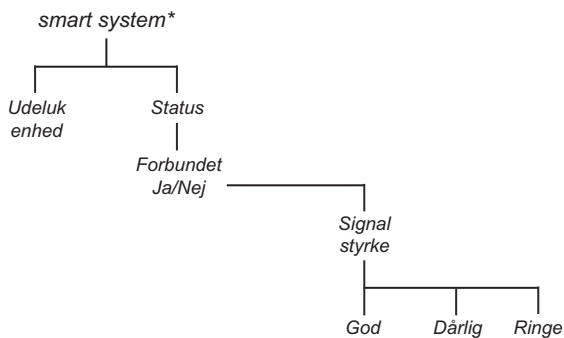 smart system*
Udeluk
enhed
Status
Forbundet
Ja/Nej
Signal
styrke
God
Dårlig
Ringe